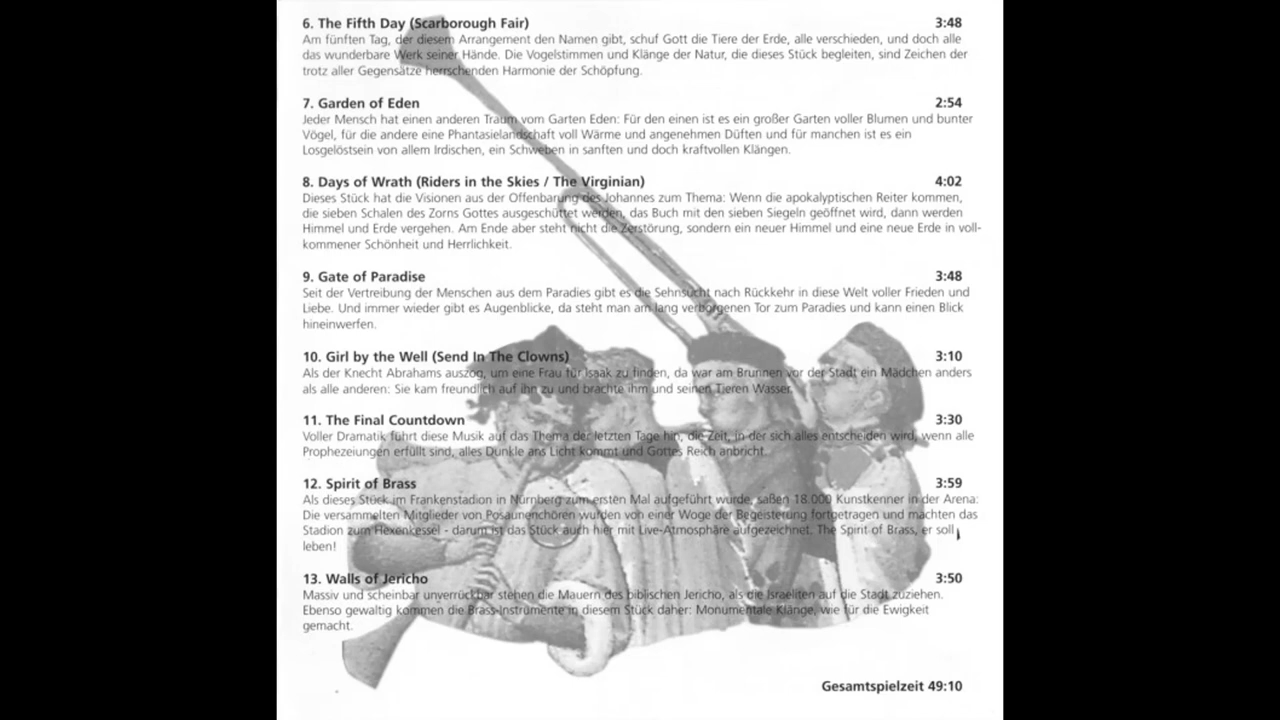 6. The Fifth Day (Scarborough Fair) 3:48
Am fünften Tag, der diesem Arrangement den Namen gibt, schuf Gott die Tiere der Erde, alle verschieden, und doch alle
das wunderbare Werk seiner Hände. Die Vogelstimmen und Klänge der Natur, die dieses Stück begleiten, sind Zeichen der
trotz aller Gegensätze herrschenden Harmonie der Schöpfung.
7. Garden of Eden 2:54
Jeder Mensch hat einen anderen Traum vom Garten Eden: Für den einen ist es ein großer Garten voller Blumen und bunter
Vögel, für die andere eine Phantasielandschaft voll Wärme und angenehmen Düften und für manchen ist es ein
Losgelöstsein von allem Irdischen, ein Schweben in sanften und doch kraftvollen Klängen.
8. Days of Wrath (Riders in the Skies / The Virginian) 4:02
Dieses Stück hat die Visionen aus der Offenbarung des Johannes zum Thema: Wenn die apokalyptischen Reiter kommen,
die sieben Schalen des Zorns Gottes ausgeschüttet werden, das Buch mit den sieben Siegeln geöffnet wird, dann werden
Himmel und Erde vergehen. Am Ende aber steht nicht die Zerstörung, sondern ein neuer Himmel und eine neue Erde in voll-
kommener Schönheit und Herrlichkeit.
9. Gate of Paradise 3:48
Seit der Vertreibung der Menschen aus dem Paradies gibt es die Sehnsucht nach Rückkehr in diese Welt voller Frieden und
Liebe. Und immer wieder gibt es Augenblicke, da steht man am lang verborgenen Tor zum Paradies und kann einen Blick
hineinwerfen.
10. Girl by the Well (Send In The Clowns) 3:10
Als der Knecht Abrahams auszog, um eine Frau für Isaak zu finden, da war am Brunnen vor der Stadt ein Mädchen anders
als alle anderen: Sie kam freundlich auf ihn zu und brachte ihm und seinen Tieren Wasser.
11. The Final Countdown 3:30
Voller Dramatik führt diese Musik auf das Thema der letzten Tage hin, die Zeit, in der sich alles entscheiden wird, wenn alle
Prophezeiungen erfüllt sind, alles Dunkle ans Licht kommt und Gottes Reich anbricht.
12. Spirit of Brass 3:59
Als dieses Stück im Frankenstadion in Nürnberg zum ersten Mal aufgeführt wurde, saßen 18.000 Kunstkenner in der Arena:
Die versammelten Mitglieder von Posaunenchören wurden von einer Woge der Begeisterung fortgetragen und machten das
Stadion zum Hexenkessel - darum ist das Stück auch hier mit Live-Atmosphäre aufgezeichnet. The Spirit of Brass, er soll
leben!
13. Walls of Jericho 3:50
Massiv und scheinbar unverrückbar stehen die Mauern des biblischen Jericho, als die Israeliten auf die Stadt zuziehen.
Ebenso gewaltig kommen die Brass-Instrumente in diesem Stück daher: Monumentale Klänge, wie für die Ewigkeit
gemacht.
Gesamtspielzeit 49:10